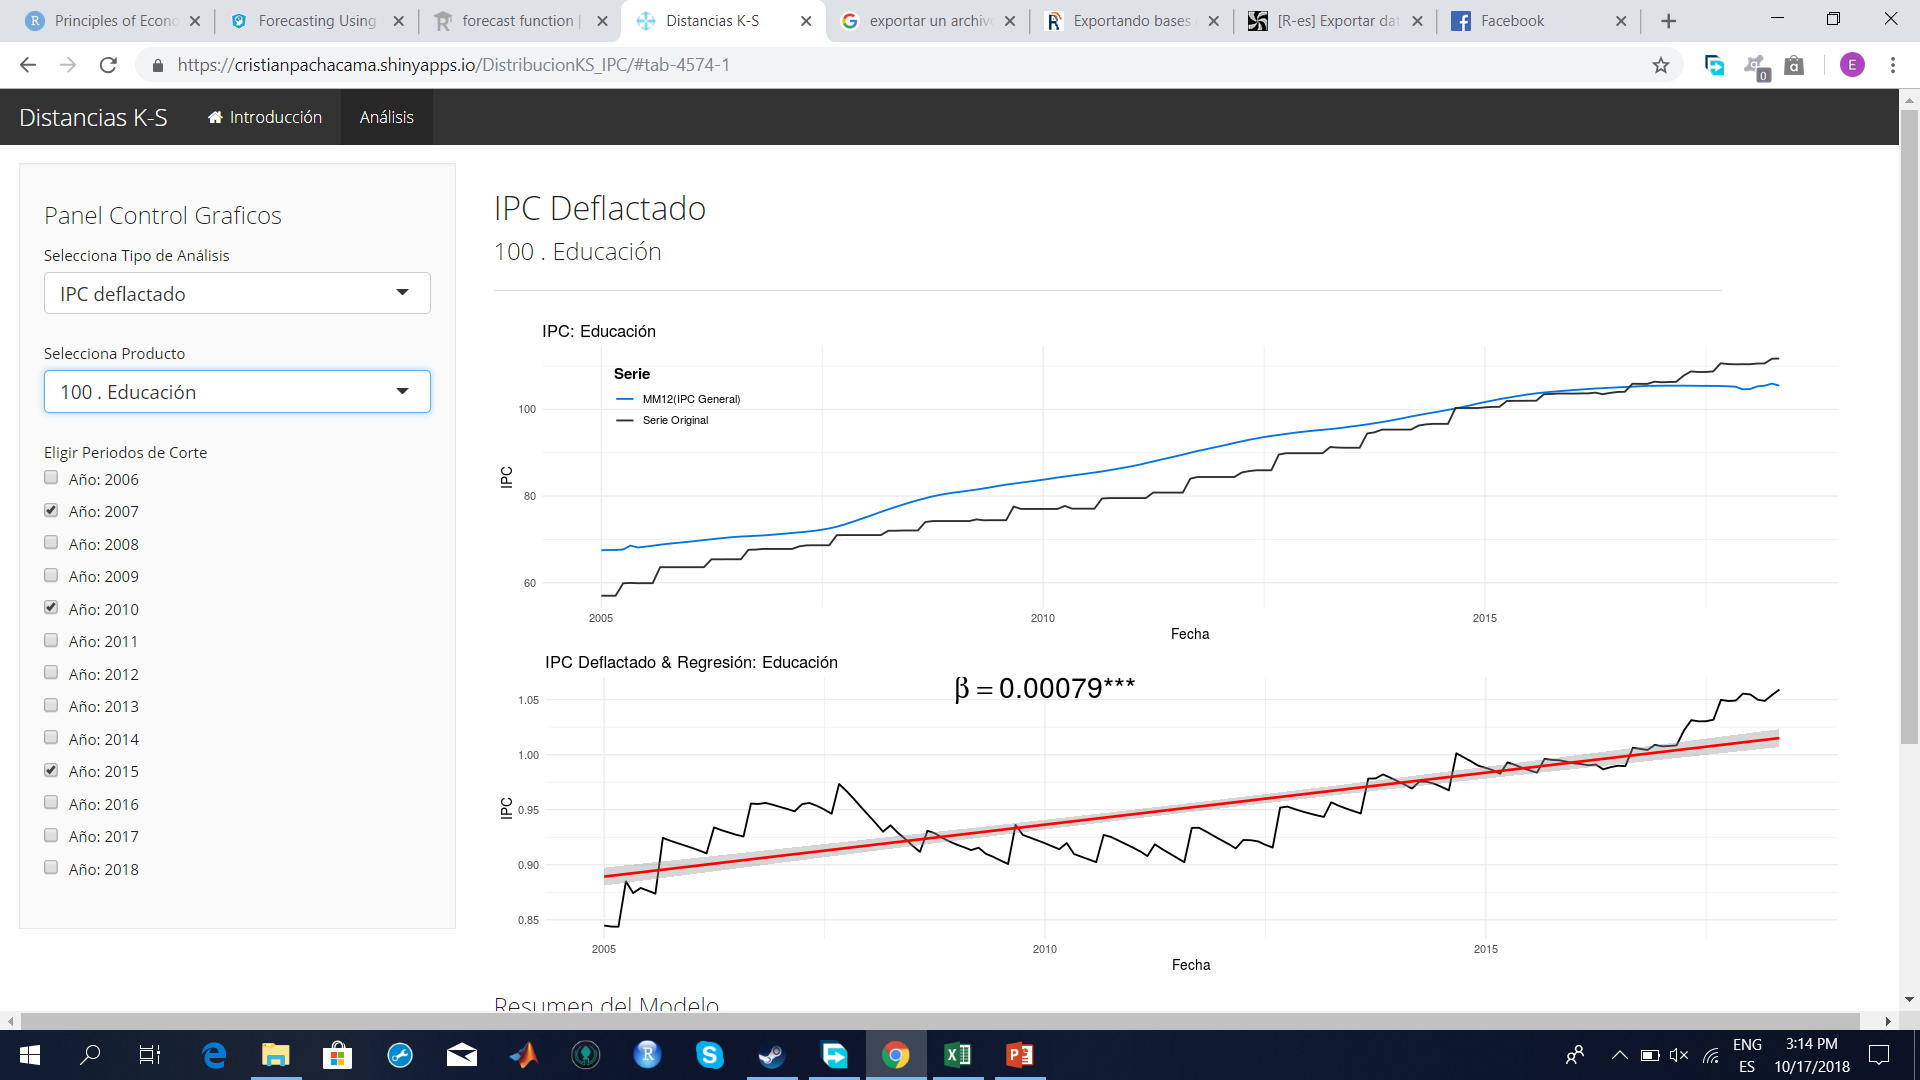 Principles of Econo
Forecasting Using
forecast function |
Distancias K-S
exportar un archivo
Exportando bases
[R-es] Exportar dat
Facebook
https://cristianpachacama.shinyapps.io/DistribucionKS_IPC/#tab-4574-1
0
E
Distancias K-S
Introducción
Análisis
Panel Control Graficos
Selecciona Tipo de Análisis
IPC deflactado
Selecciona Producto
100 . Educación
Eligir Periodos de Corte
Año: 2006
Año: 2007
Año: 2008
Año: 2009
Año: 2010
Año: 2011
Año: 2012
Año: 2013
Año: 2014
Año: 2015
Año: 2016
Año: 2017
Año: 2018
IPC Deflactado
100 . Educación
IPC: Educación
Serie
MM12(IPC General)
Serie Original
IPC
100
80
60
2005
2010
2015
Fecha
IPC Deflactado & Regresión: Educación
β = 0.00079***
IPC
1.05
1.00
0.95
0.90
0.85
2005
2010
2015
Fecha
Resumen del Modelo
ENG
ES
3:14 PM
10/17/2018